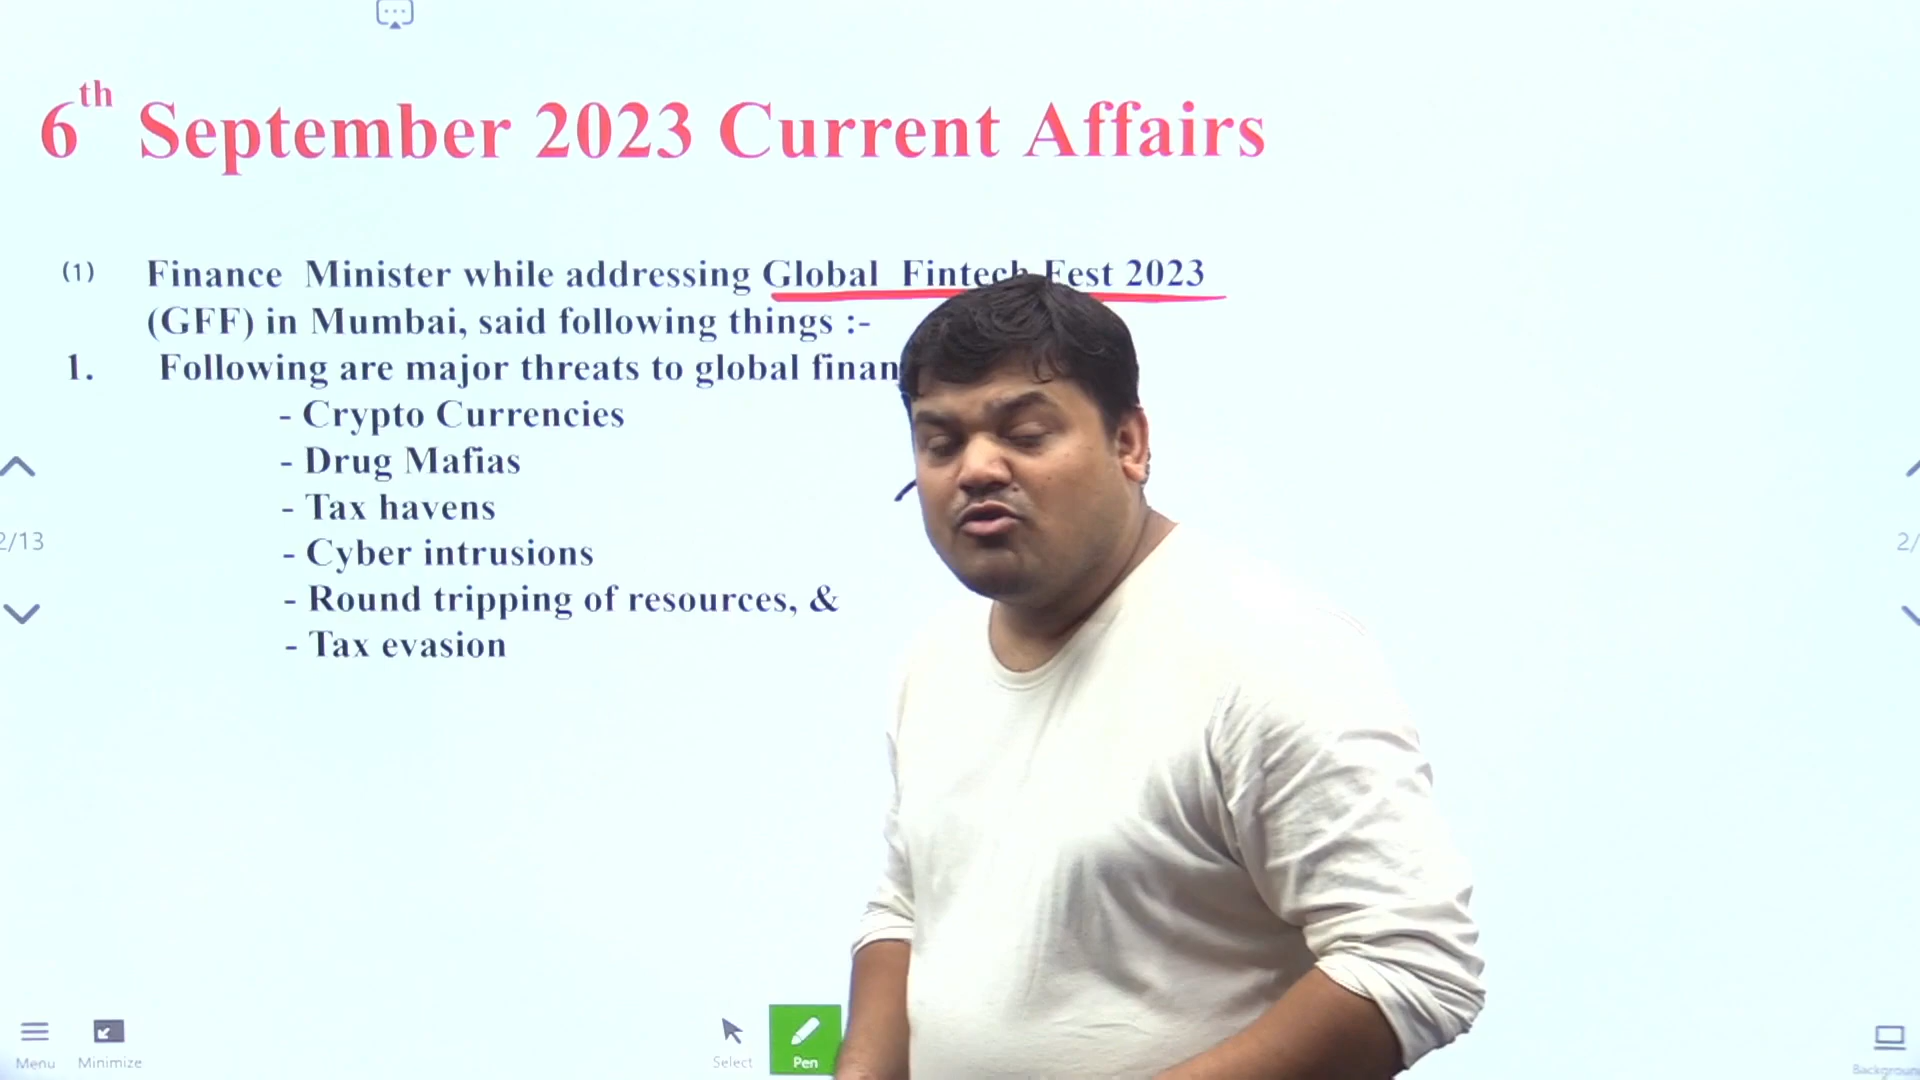 6th September 2023 Current Affairs
(1) Finance Minister while addressing Global Fintech Fest 2023
(GFF) in Mumbai, said following things :-
1. Following are major threats to global
- Crypto Currencies
- Drug Mafias
- Tax havens
2/13
- Cyber intrusions
- Round tripping of resources, &
- Tax evasion
Menu
Minimize
Select
Pen